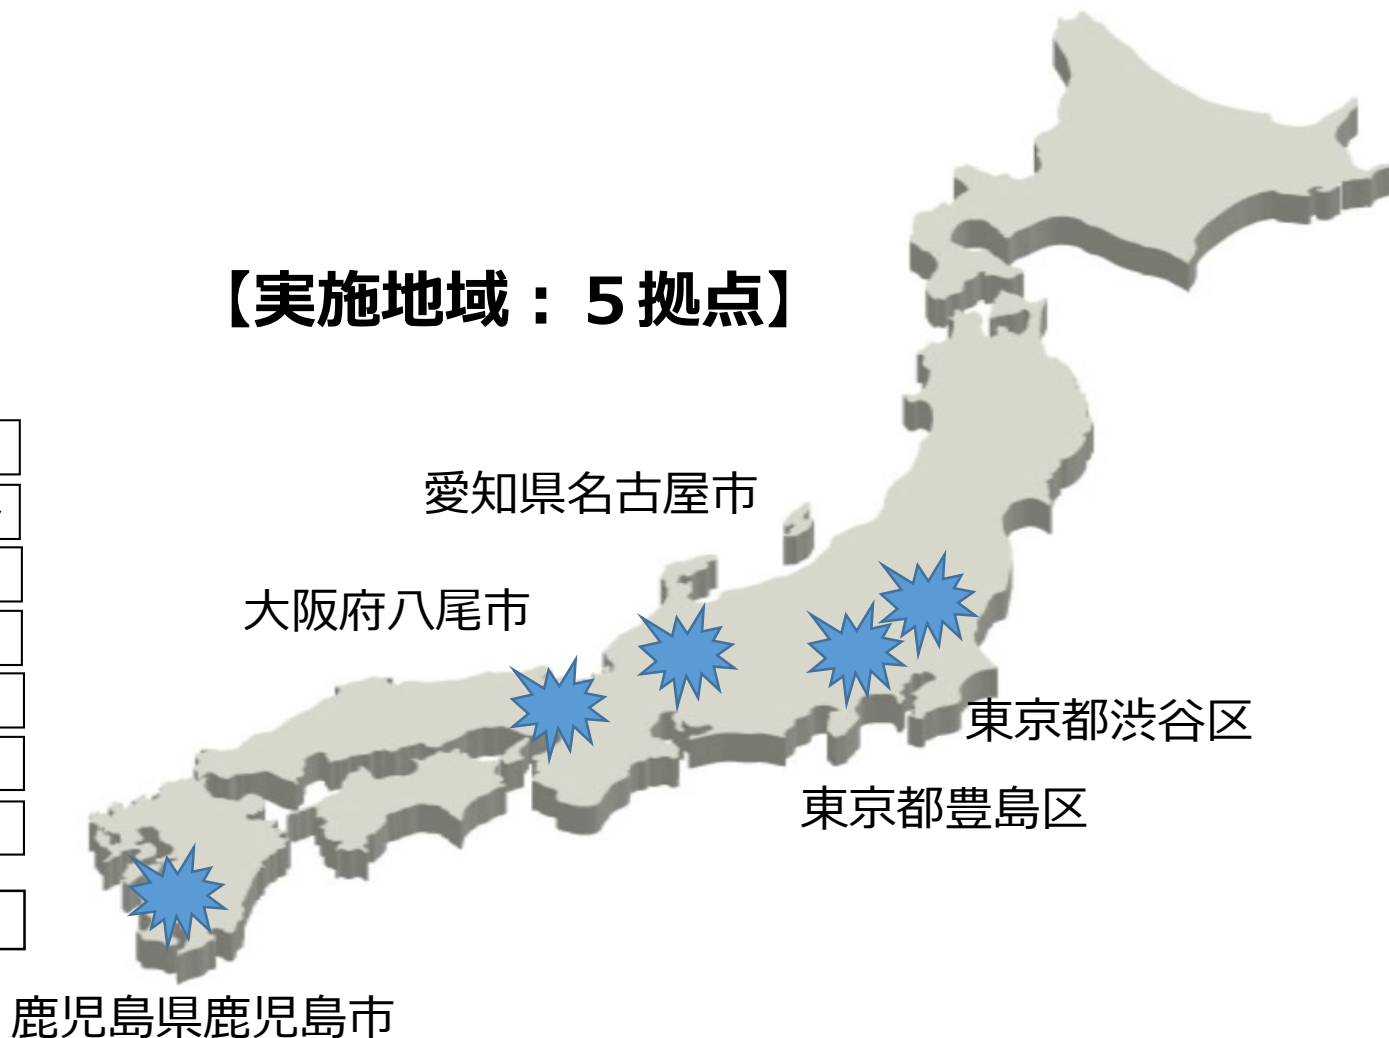 【実施地域：５拠点】
愛知県名古屋市
大阪府八尾市
東京都渋谷区
東京都豊島区
鹿児島県鹿児島市